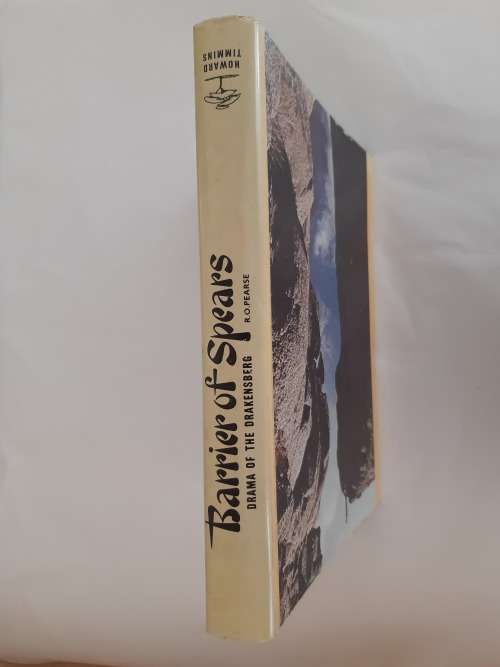 Barrier of Spears
DRAMA OF THE DRAKENSBERG
R.O.PEARSE
HOWARD
TIMMINS